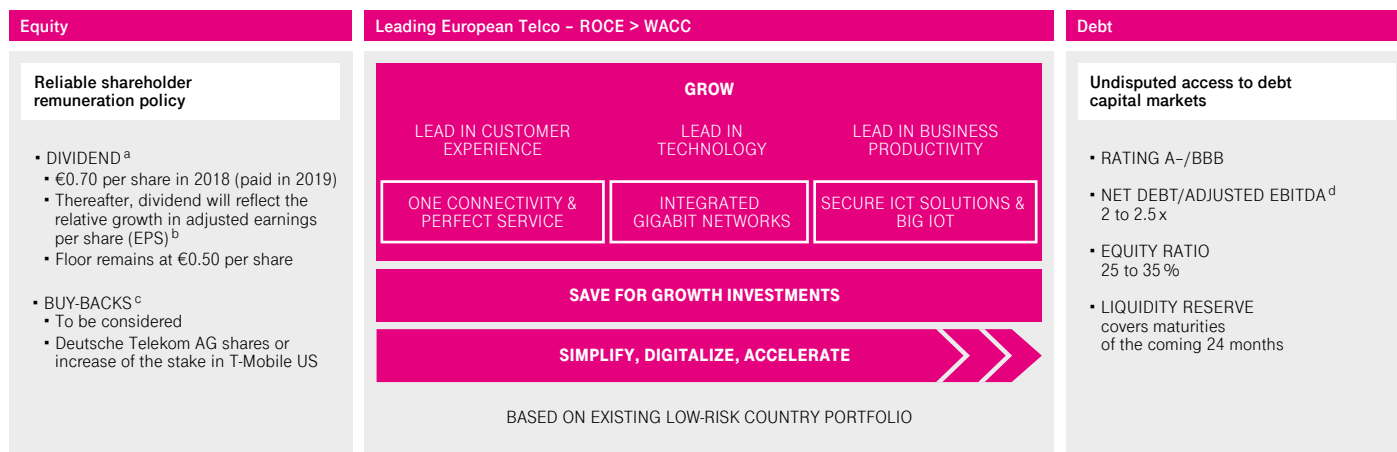 Equity
Reliable shareholder
remuneration policy
▪ DIVIDEND a
▪ €0.70 per share in 2018 (paid in 2019)
▪ Thereafter, dividend will reflect the
relative growth in adjusted earnings
per share (EPS) b
▪ Floor remains at €0.50 per share
▪ BUY-BACKS c
▪ To be considered
▪ Deutsche Telekom AG shares or
increase of the stake in T-Mobile US
Leading European Telco – ROCE > WACC
GROW
LEAD IN CUSTOMER
EXPERIENCE
LEAD IN
TECHNOLOGY
LEAD IN BUSINESS
PRODUCTIVITY
ONE CONNECTIVITY &
PERFECT SERVICE
INTEGRATED
GIGABIT NETWORKS
SECURE ICT SOLUTIONS &
BIG IOT
SAVE FOR GROWTH INVESTMENTS
SIMPLIFY, DIGITALIZE, ACCELERATE
BASED ON EXISTING LOW-RISK COUNTRY PORTFOLIO
Debt
Undisputed access to debt
capital markets
▪ RATING A–/BBB
▪ NET DEBT/ADJUSTED EBITDA d
2 to 2.5 x
▪ EQUITY RATIO
25 to 35 %
▪ LIQUIDITY RESERVE
covers maturities
of the coming 24 months